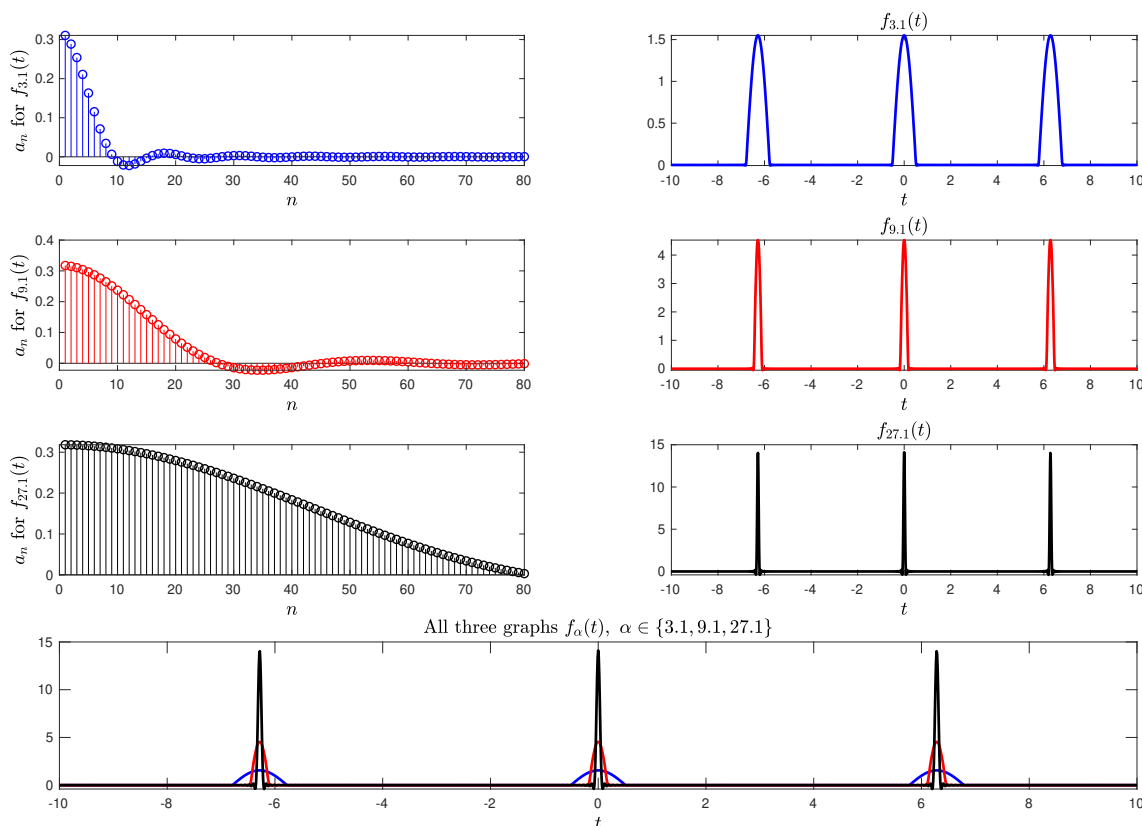 $f_{3.1}(t)$
$a_n$ for $f_{3.1}(t)$
0.3
0.2
0.1
0
0 10 20 30 40 50 60 70 80
$n$
1.5
1
0.5
0
-10 -8 -6 -4 -2 0 2 4 6 8 10
$t$
$f_{9.1}(t)$
$a_n$ for $f_{9.1}(t)$
0.4
0.3
0.2
0.1
0
0 10 20 30 40 50 60 70 80
$n$
4
3
2
1
0
-10 -8 -6 -4 -2 0 2 4 6 8 10
$t$
$f_{27.1}(t)$
$a_n$ for $f_{27.1}(t)$
0.3
0.2
0.1
0
0 10 20 30 40 50 60 70 80
$n$
15
10
5
0
-10 -8 -6 -4 -2 0 2 4 6 8 10
$t$
All three graphs $f_\alpha(t),\ \alpha \in \{3.1, 9.1, 27.1\}$
15
10
5
0
-10 -8 -6 -4 -2 0 2 4 6 8 10
$t$